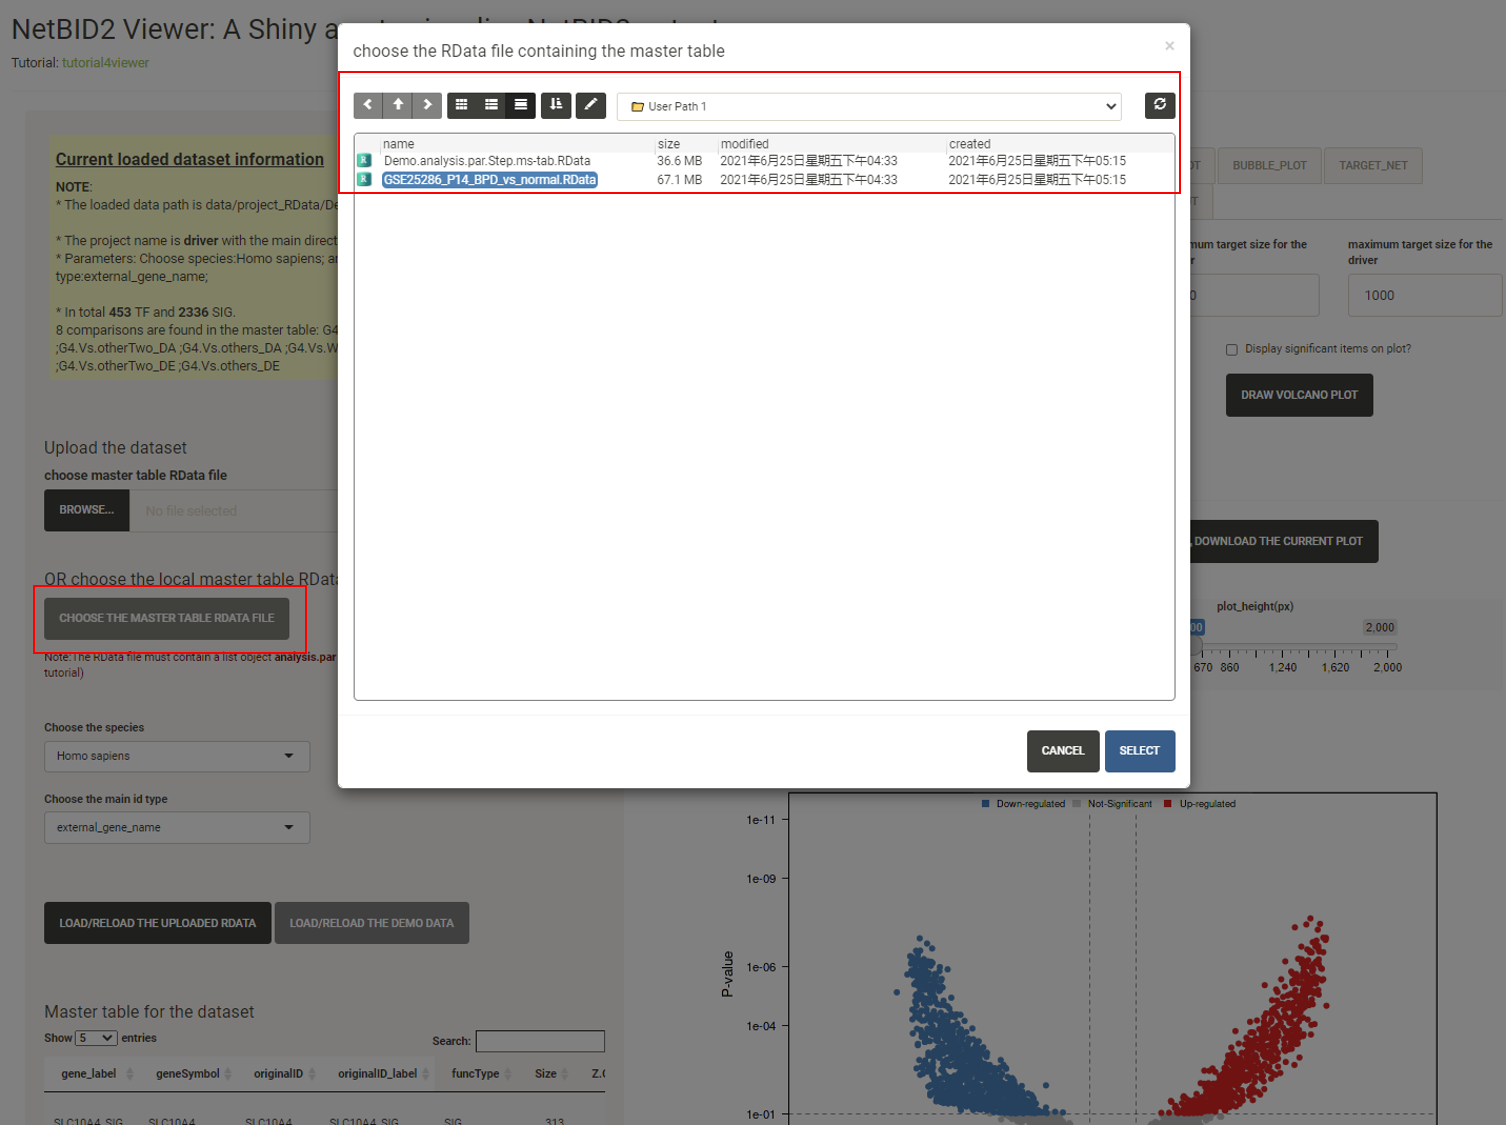 NetBID2 Viewer: A Shiny a
Tutorial: tutorial4viewer
choose the RData file containing the master table
×
User Path 1
name size modified created
Demo.analysis.par.Step.ms-tab.RData 36.6 MB 2021年6月25日星期五下午04:33 2021年6月25日星期五下午05:15
GSE25286_P14_BPD_vs_normal.RData 67.1 MB 2021年6月25日星期五下午04:33 2021年6月25日星期五下午05:15
CANCEL SELECT
Current loaded dataset information
NOTE:
* The loaded data path is data/project_RData/De
* The project name is driver with the main direct
* Parameters: Choose species:Homo sapiens; an
type:external_gene_name;
* In total 453 TF and 2336 SIG.
8 comparisons are found in the master table: G4
;G4.Vs.otherTwo_DA ;G4.Vs.others_DA ;G4.Vs.W
;G4.Vs.otherTwo_DE ;G4.Vs.others_DE
Upload the dataset
choose master table RData file
BROWSE... No file selected
OR choose the local master table RData
CHOOSE THE MASTER TABLE RDATA FILE
Note:The RData file must contain a list object analysis.par
tutorial)
Choose the species
Homo sapiens
Choose the main id type
external_gene_name
LOAD/RELOAD THE UPLOADED RDATA LOAD/RELOAD THE DEMO DATA
Master table for the dataset
Show 5 entries
Search:
gene_label geneSymbol originalID originalID_label funcType Size Z.
SLC10A4_SIG SLC10A4 SLC10A4 SLC10A4_SIG SIG 313
OT BUBBLE_PLOT TARGET_NET
T
mum target size for the
r
maximum target size for the
driver
0 1000
Display significant items on plot?
DRAW VOLCANO PLOT
, DOWNLOAD THE CURRENT PLOT
plot_height(px)
00 2,000
670 860 1,240 1,620 2,000
Down-regulated Not-Significant Up-regulated
P-value
1e-11
1e-09
1e-06
1e-04
1e-01